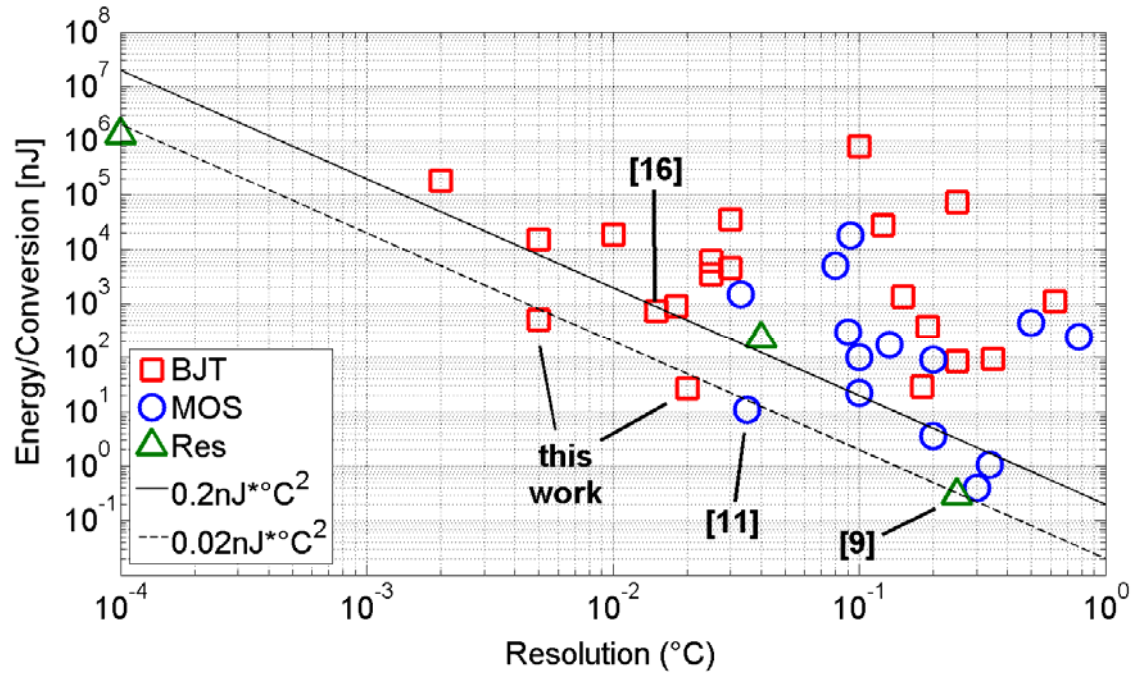 10^8
10^7
10^6
10^5
10^4
10^3
10^2
10^1
10^0
10^-1
Energy/Conversion [nJ]
[16]
this
work
[11]
[9]
BJT
MOS
Res
0.2nJ*°C^2
0.02nJ*°C^2
10^-4
10^-3
10^-2
10^-1
10^0
Resolution (°C)